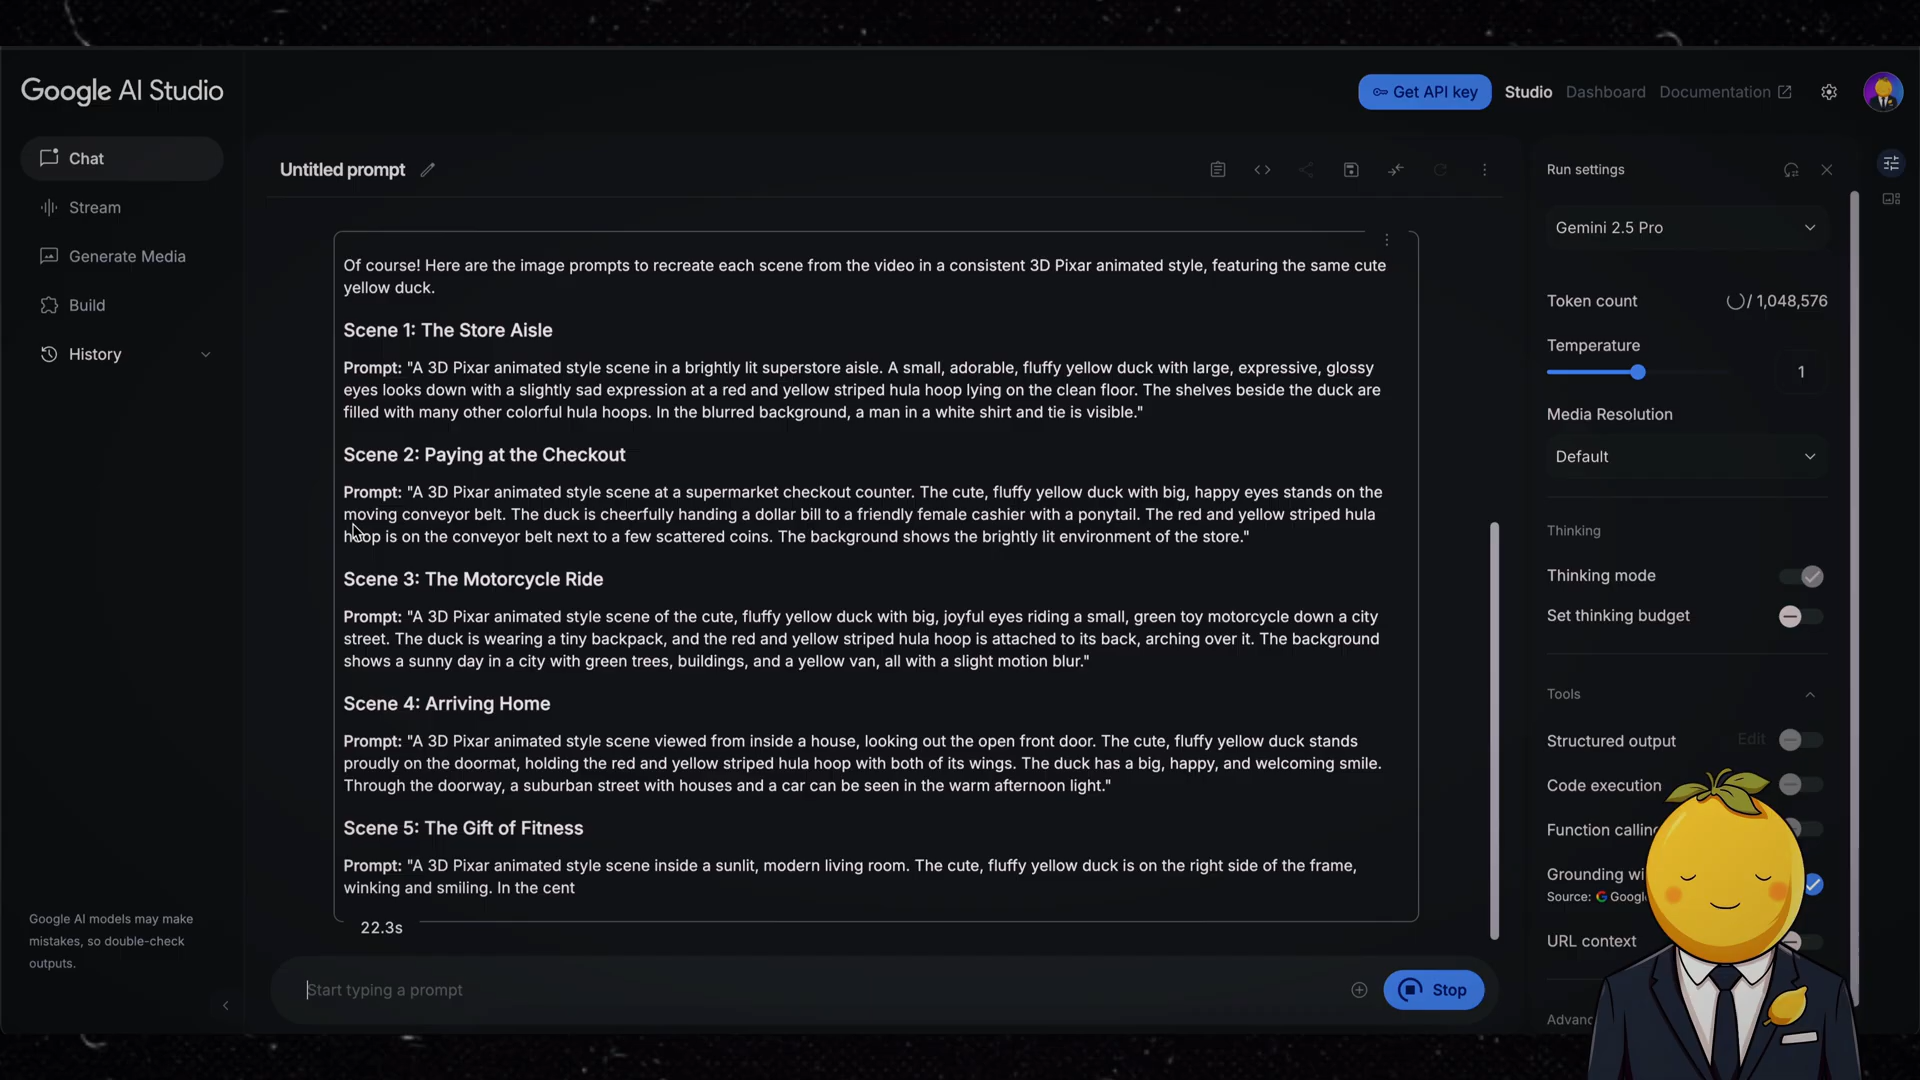 Google AI Studio
Get API key
Studio
Dashboard
Documentation
Chat
Stream
Generate Media
Build
History
Google AI models may make
mistakes, so double-check
outputs.
Untitled prompt
Of course! Here are the image prompts to recreate each scene from the video in a consistent 3D Pixar animated style, featuring the same cute
yellow duck.
Scene 1: The Store Aisle
Prompt: "A 3D Pixar animated style scene in a brightly lit superstore aisle. A small, adorable, fluffy yellow duck with large, expressive, glossy
eyes looks down with a slightly sad expression at a red and yellow striped hula hoop lying on the clean floor. The shelves beside the duck are
filled with many other colorful hula hoops. In the blurred background, a man in a white shirt and tie is visible."
Scene 2: Paying at the Checkout
Prompt: "A 3D Pixar animated style scene at a supermarket checkout counter. The cute, fluffy yellow duck with big, happy eyes stands on the
moving conveyor belt. The duck is cheerfully handing a dollar bill to a friendly female cashier with a ponytail. The red and yellow striped hula
hoop is on the conveyor belt next to a few scattered coins. The background shows the brightly lit environment of the store."
Scene 3: The Motorcycle Ride
Prompt: "A 3D Pixar animated style scene of the cute, fluffy yellow duck with big, joyful eyes riding a small, green toy motorcycle down a city
street. The duck is wearing a tiny backpack, and the red and yellow striped hula hoop is attached to its back, arching over it. The background
shows a sunny day in a city with green trees, buildings, and a yellow van, all with a slight motion blur."
Scene 4: Arriving Home
Prompt: "A 3D Pixar animated style scene viewed from inside a house, looking out the open front door. The cute, fluffy yellow duck stands
proudly on the doormat, holding the red and yellow striped hula hoop with both of its wings. The duck has a big, happy, and welcoming smile.
Through the doorway, a suburban street with houses and a car can be seen in the warm afternoon light."
Scene 5: The Gift of Fitness
Prompt: "A 3D Pixar animated style scene inside a sunlit, modern living room. The cute, fluffy yellow duck is on the right side of the frame,
winking and smiling. In the cent
22.3s
Start typing a prompt
Stop
Run settings
Gemini 2.5 Pro
Token count
/ 1,048,576
Temperature
1
Media Resolution
Default
Thinking
Thinking mode
Set thinking budget
Tools
Structured output
Edit
Code execution
Function callin
Grounding wi
Source: Googl
URL context
Advanc